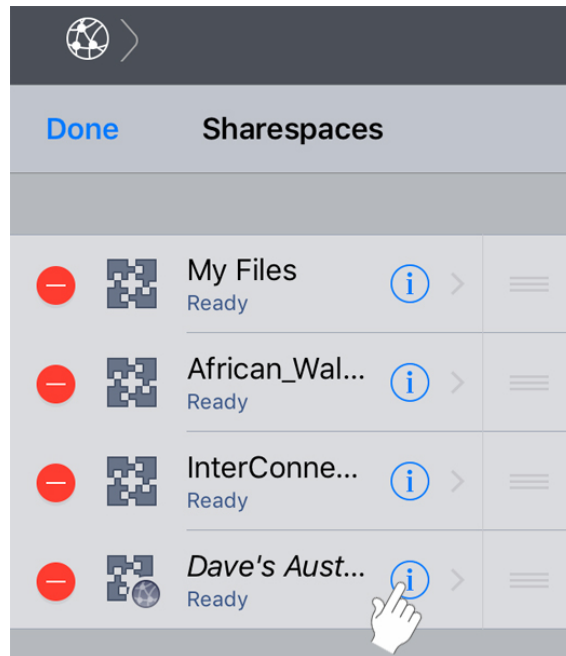 Done
Sharespaces
My Files
Ready
African_Wal...
Ready
InterConne...
Ready
Dave's Aust...
Ready